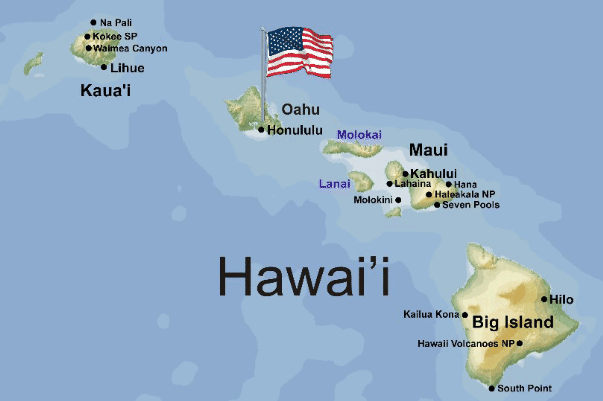 Na Pali
Kokee SP
Waimea Canyon
Lihue
Kaua'i
Oahu
Honululu
Molokai
Maui
Kahului
Lanai
Lahaina
Hana
Haleakala NP
Molokini
Seven Pools
Hawai’i
Hilo
Kailua Kona
Big Island
Hawaii Volcanoes NP
South Point